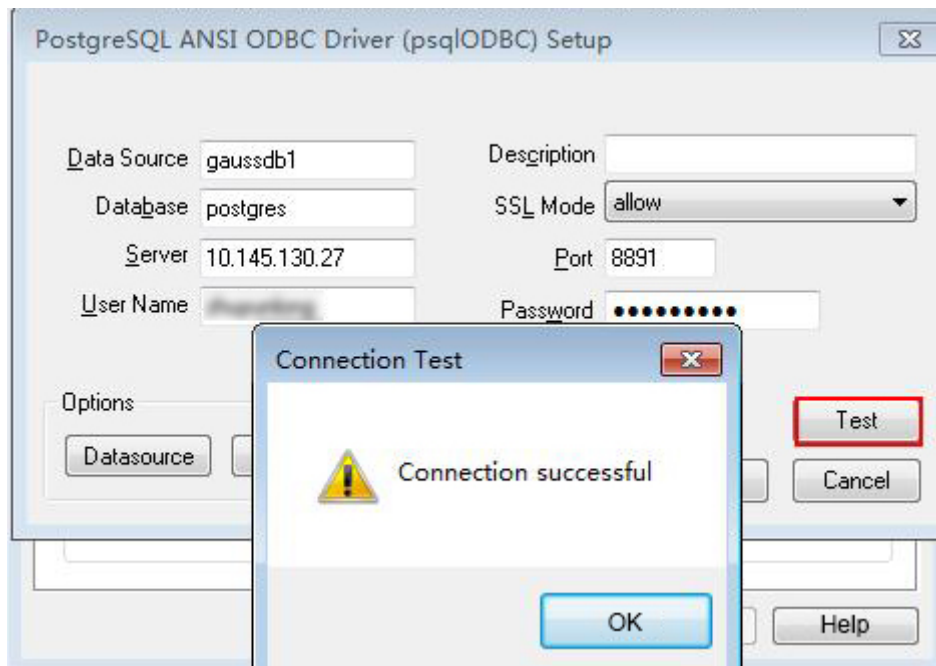 PostgreSQL ANSI ODBC Driver (psqlODBC) Setup
Data Source gaussdb1
Description
Database postgres
SSL Mode allow
Server 10.145.130.27
Port 8891
User Name
Password •••••••••
Connection Test
Options
Datasource
Test
Connection successful
Cancel
OK
Help